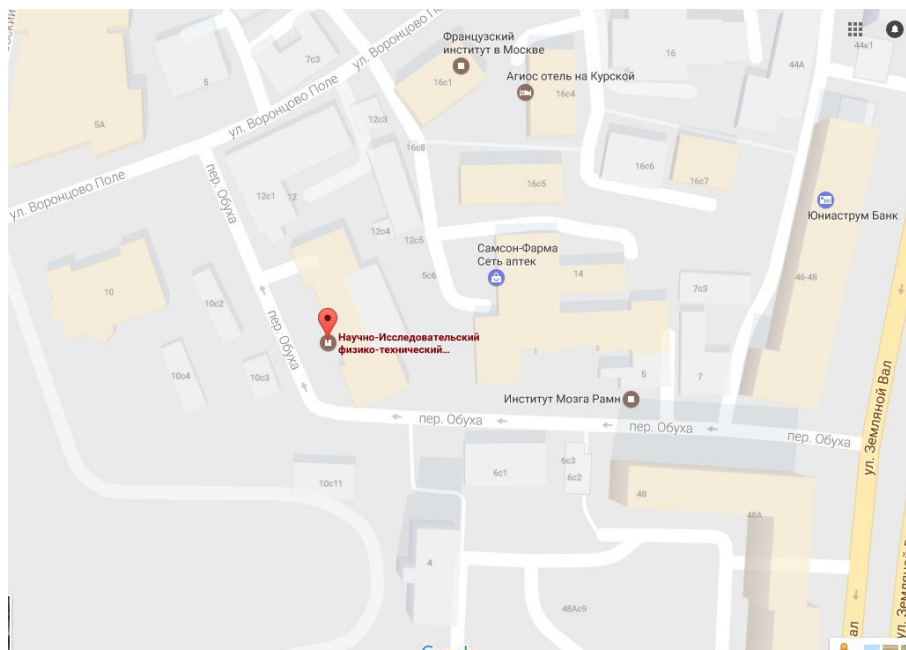 Французский
институт в Москве
44к1
16
7с3
ул. Воронцово Поле
44А
5
16с1
Агиос отель на Курской
16с4
5А
ул. Воронцово Поле
12с3
16с8
16с6
16с7
пер. Обуха
16с5
ул. Воронцово Поле
12с1
12
Юниаструм Банк
12с4
12с5
Самсон-Фарма
Сеть аптек
5с6
14
46-48
10
10с2
7с3
пер. Обуха
Научно-Исследовательский
физико-технический...
10с4
10с3
5
7
Институт Мозга Рамн
ул. Земляной Вал
пер. Обуха
пер. Обуха
пер. Обуха
6с3
6с1
6с2
10с11
48
48А
4
48Ас9
ул. Земляной
ал